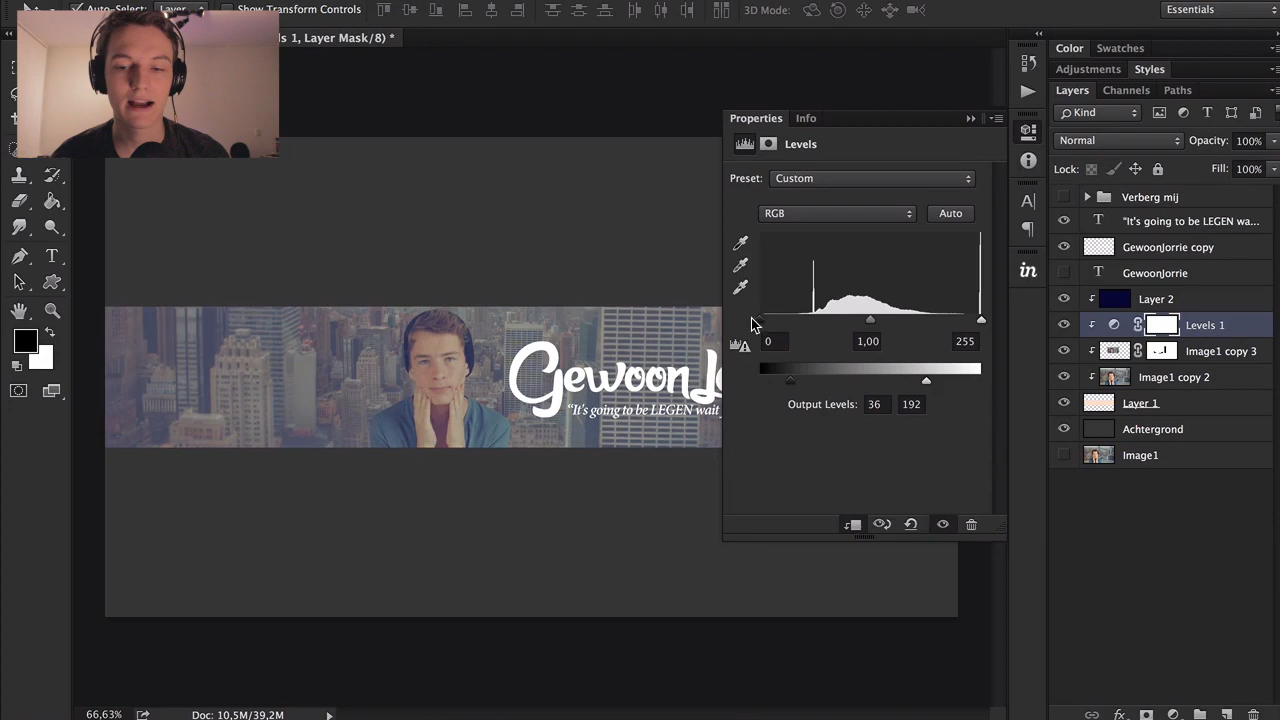 Auto-Select: Layer Show Transform Controls 3D Mode: Essentials
ls 1, Layer Mask/8) *
Color Swatches
Adjustments Styles
Layers Channels Paths
Kind
Normal Opacity: 100%
Lock: Fill: 100%
Verberg mij
"It's going to be LEGEN wa...
GewoonJorrie copy
GewoonJorrie
Layer 2
Levels 1
Image1 copy 3
Image1 copy 2
Layer 1
Achtergrond
Image1
Properties Info
Levels
Preset: Custom
RGB Auto
0 1,00 255
Output Levels: 36 192
GewoonJo
“It's going to be LEGEN wait
in
66,63% Doc: 10,5M/39,2M